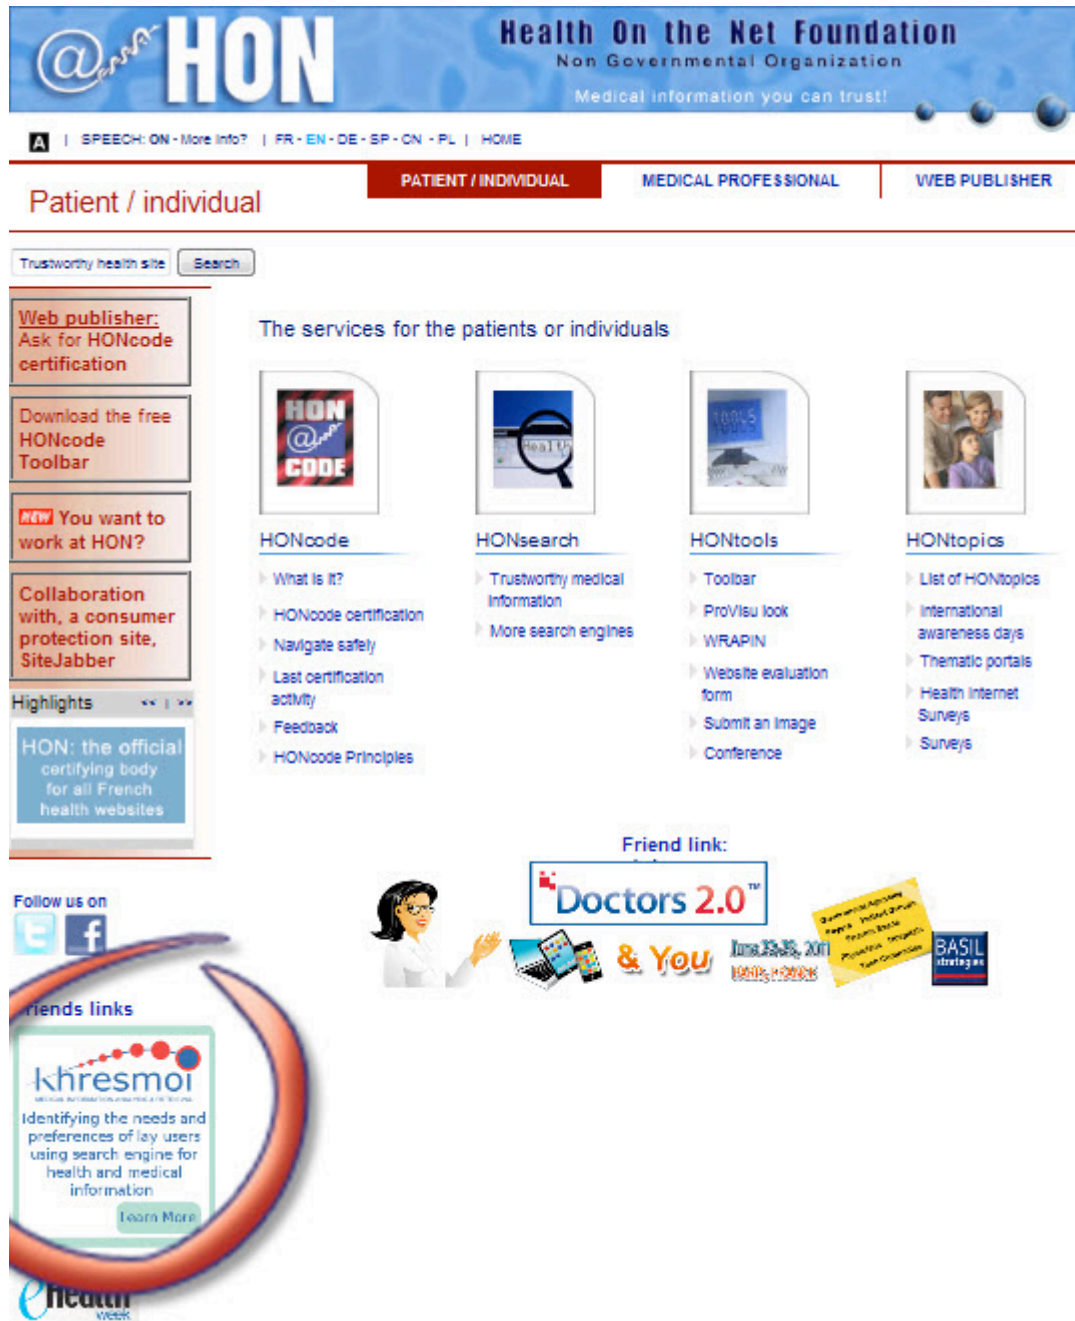 @ HON
Health On the Net Foundation
Non Governmental Organization
Medical information you can trust!
A | SPEECH: ON - More Info? | FR - EN - DE - SP - CN - PL | HOME
Patient / individual
PATIENT / INDIVIDUAL
MEDICAL PROFESSIONAL
WEB PUBLISHER
Trustworthy health site
Search
Web publisher:
Ask for HONcode
certification
Download the free
HONcode
Toolbar
NEW You want to
work at HON?
Collaboration
with, a consumer
protection site,
SiteJabber
Highlights << | >>
HON: the official
certifying body
for all French
health websites
The services for the patients or individuals
HON
@
CODE
HONcode
What is it?
HONcode certification
Navigate safely
Last certification
activity
Feedback
HONcode Principles
HONsearch
Trustworthy medical
information
More search engines
TOOLS
HONtools
Toolbar
ProVisu look
WRAPIN
Website evaluation
form
Submit an image
Conference
HONtopics
List of HONtopics
International
awareness days
Thematic portals
Health Internet
Surveys
Surveys
Friend link:
Doctors 2.0™
& You
PARIS, FRANCE
BASIL
strategies
Follow us on
t f
links
khresmoi
Identifying the needs and
preferences of lay users
using search engine for
health and medical
information
Learn More
eHealth
week